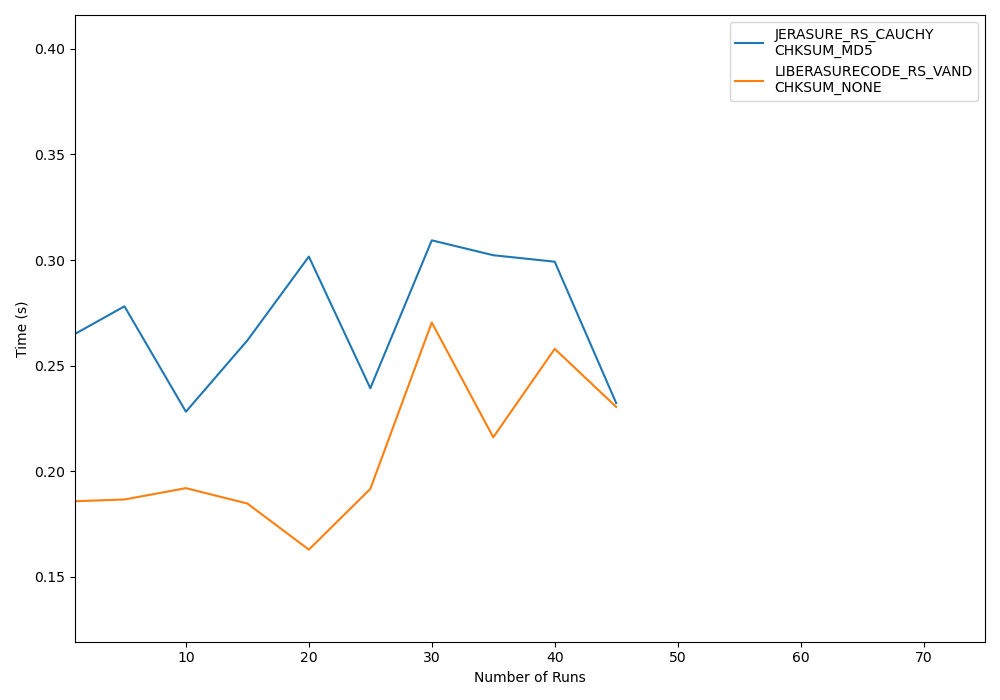 JERASURE_RS_CAUCHY
CHKSUM_MD5
LIBERASURECODE_RS_VAND
CHKSUM_NONE
0.40
0.35
0.30
0.25
0.20
0.15
Time (s)
10 20 30 40 50 60 70
Number of Runs